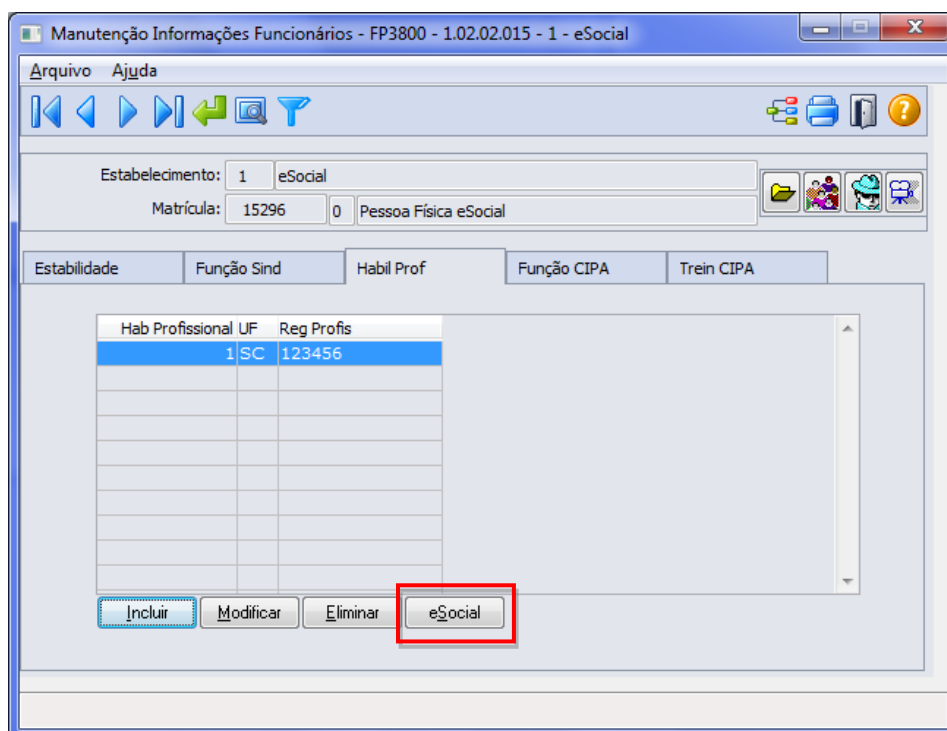 Manutenção Informações Funcionários - FP3800 - 1.02.02.015 - 1 - eSocial
Arquivo Ajuda
Estabelecimento: 1 eSocial
Matrícula: 15296 0 Pessoa Física eSocial
Estabilidade Função Sind Habil Prof Função CIPA Trein CIPA
Hab Profissional UF Reg Profis
1 SC 123456
Incluir Modificar Eliminar eSocial